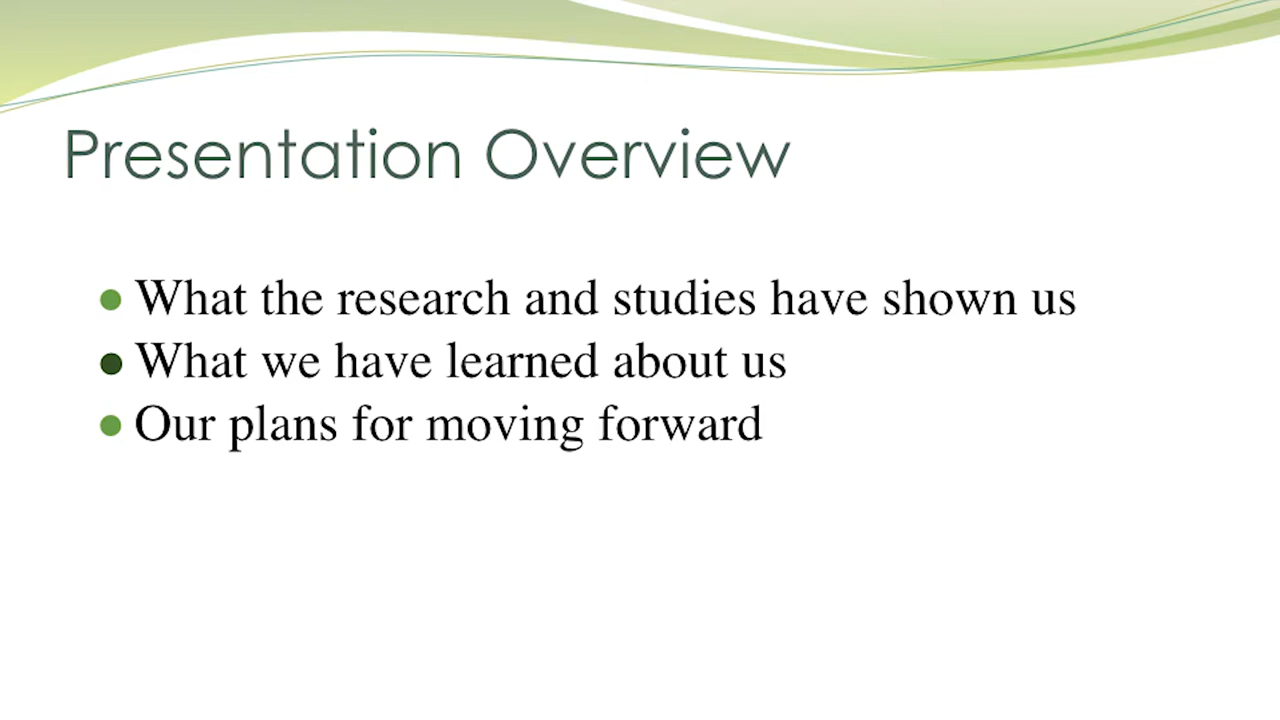 Presentation Overview
● What the research and studies have shown us
● What we have learned about us
● Our plans for moving forward